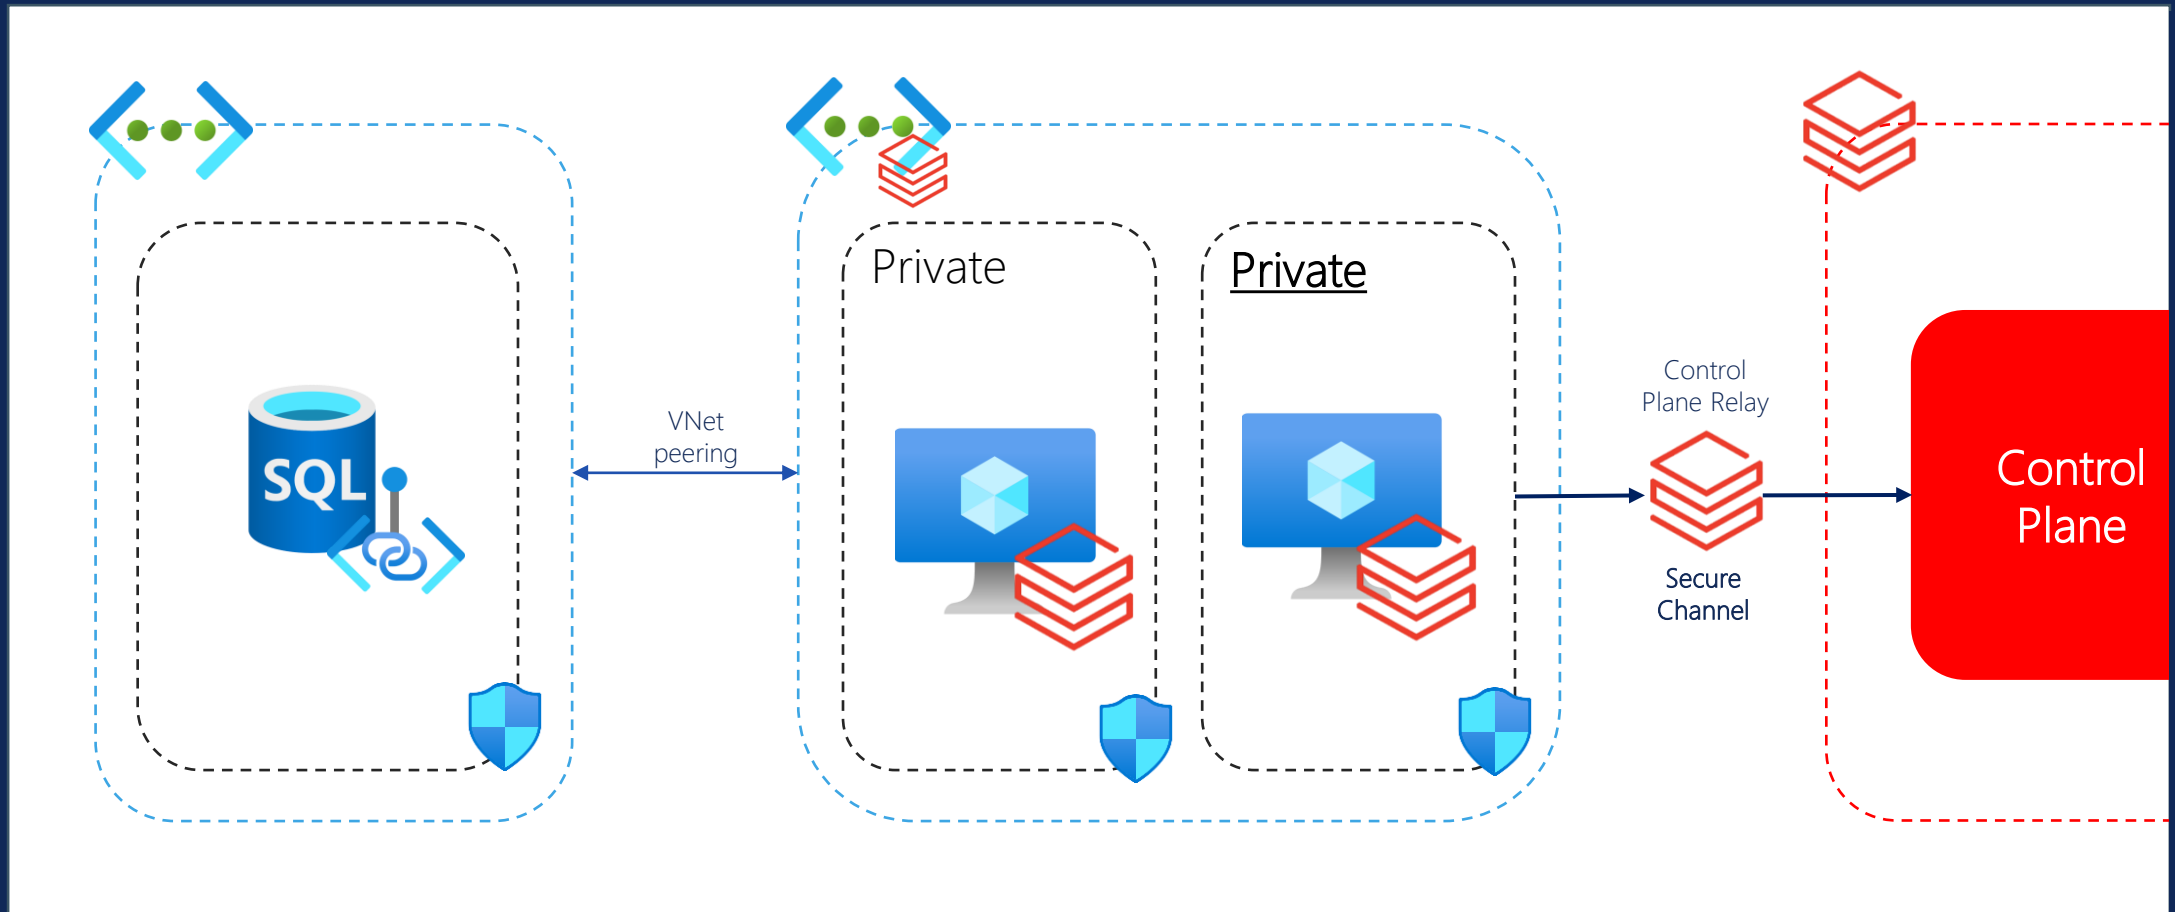 Private
Private
VNet
peering
SQL
Control
Plane Relay
Secure
Channel
Control
Plane